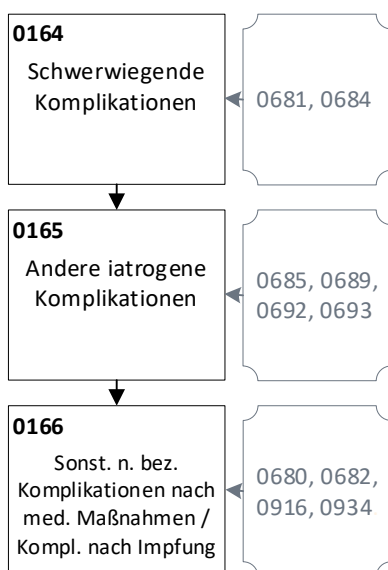 0164
Schwerwiegende
Komplikationen
0681, 0684
0165
Andere iatrogene
Komplikationen
0685, 0689,
0692, 0693
0166
Sonst. n. bez.
Komplikationen nach
med. Maßnahmen /
Kompl. nach Impfung
0680, 0682,
0916, 0934